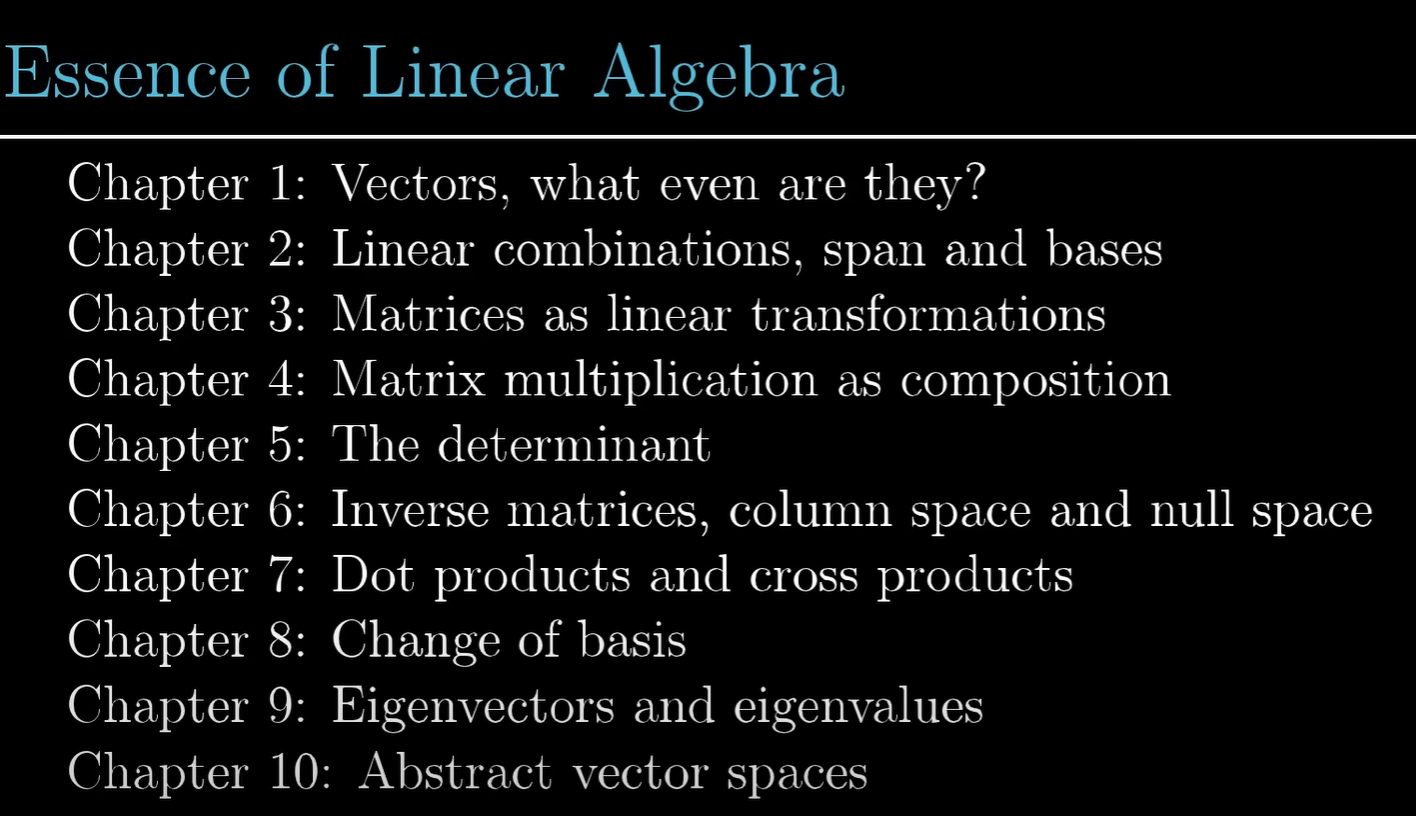 Essence of Linear Algebra
Chapter 1: Vectors, what even are they?
Chapter 2: Linear combinations, span and bases
Chapter 3: Matrices as linear transformations
Chapter 4: Matrix multiplication as composition
Chapter 5: The determinant
Chapter 6: Inverse matrices, column space and null space
Chapter 7: Dot products and cross products
Chapter 8: Change of basis
Chapter 9: Eigenvectors and eigenvalues
Chapter 10: Abstract vector spaces